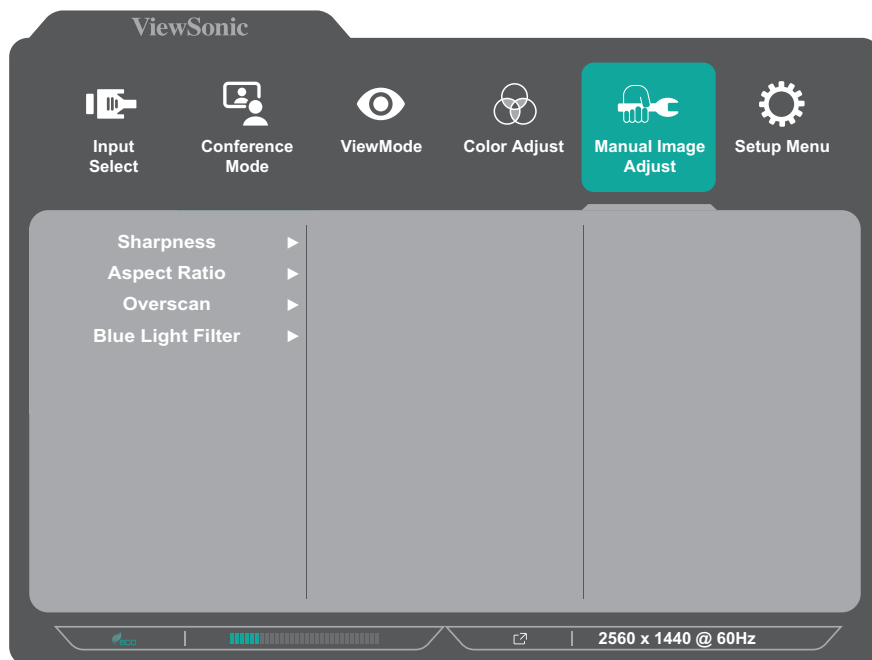 ViewSonic
Input
Select
Conference
Mode
ViewMode
Color Adjust
Manual Image
Adjust
Setup Menu
Sharpness
Aspect Ratio
Overscan
Blue Light Filter
eco
2560 x 1440 @ 60Hz